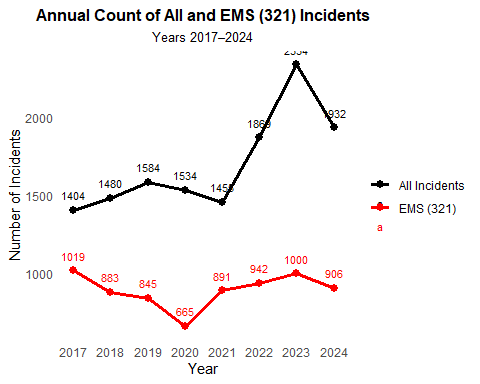 Annual Count of All and EMS (321) Incidents
Years 2017–2024
Number of Incidents
2000
1500
1000
1404
1480
1584
1534
1869
1932
1019
883
845
665
891
942
1000
906
2017 2018 2019 2020 2021 2022 2023 2024
Year
All Incidents
EMS (321)
a